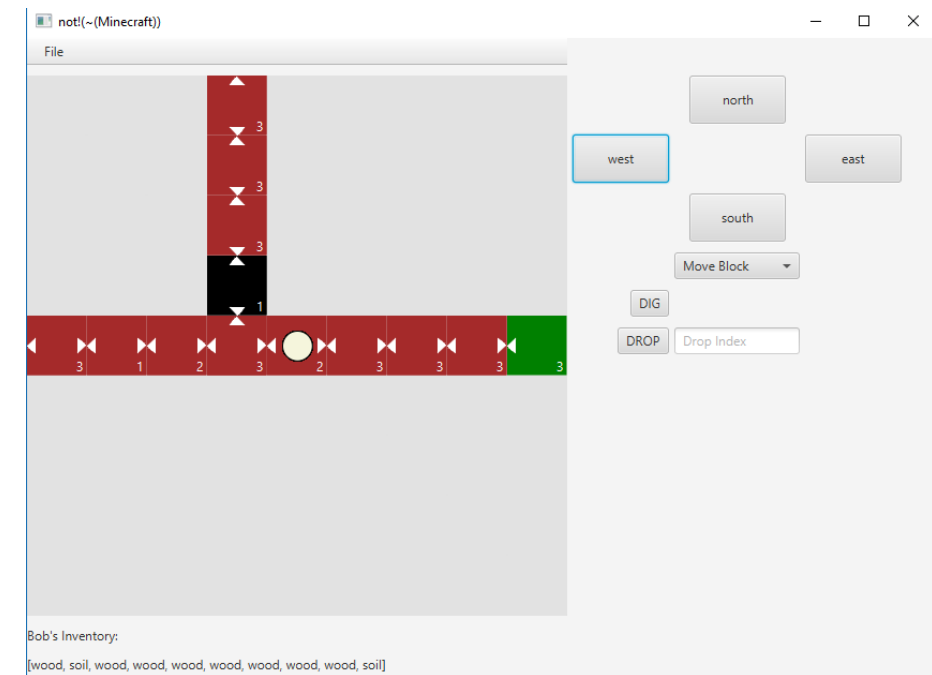 not!(~(Minecraft))
File
north
3
west
east
3
south
3
Move Block
1
DIG
DROP
Drop Index
3
1
2
3
2
3
3
3
3
Bob's Inventory:
[wood, soil, wood, wood, wood, wood, wood, wood, wood, soil]